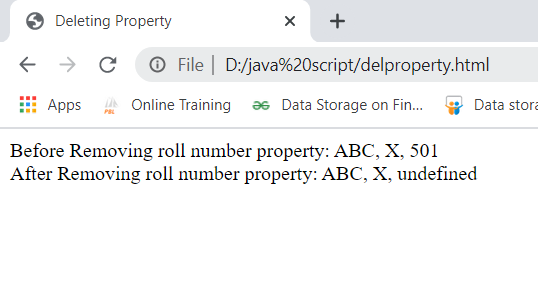 Deleting Property
File | D:/java%20script/delproperty.html
Apps PBL Online Training Data Storage on Fin... Data stora
Before Removing roll number property: ABC, X, 501
After Removing roll number property: ABC, X, undefined